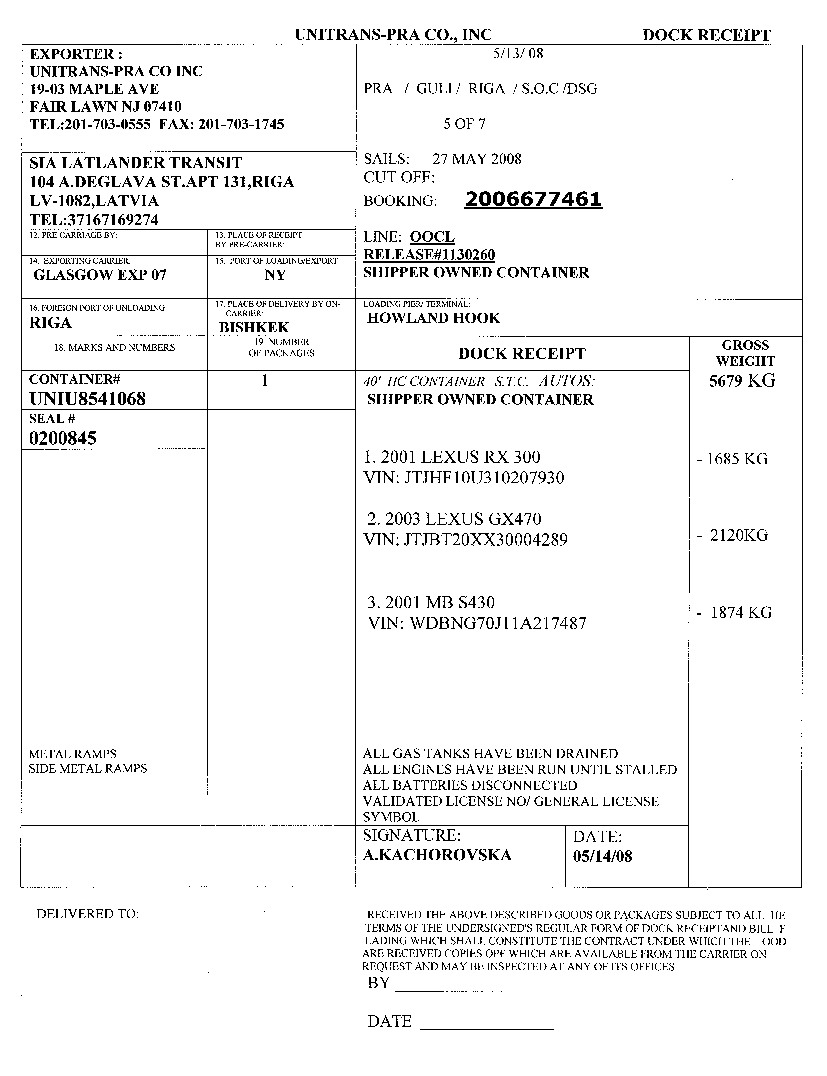 UNITRANS-PRA CO., INC DOCK RECEIPT
EXPORTER :
UNITRANS-PRA CO INC
19-03 MAPLE AVE
FAIR LAWN NJ 07410
TEL:201-703-0555 FAX: 201-703-1745
5/13/ 08
PRA / GULI / RIGA / S.O.C /DSG
5 OF 7
SIA LATLANDER TRANSIT
104 A.DEGLAVA ST.APT 131,RIGA
LV-1082,LATVIA
TEL:37167169274
SAILS: 27 MAY 2008
CUT OFF:
BOOKING: 2006677461
LINE: OOCL
RELEASE#1130260
SHIPPER OWNED CONTAINER
12. PRE CARRIAGE BY:
13. PLACE OF RECEIPT
BY PRE-CARRIER:
14. EXPORTING CARRIER
GLASGOW EXP 07
15. PORT OF LOADING/EXPORT
NY
16. FOREIGN PORT OF UNLOADING
RIGA
17. PLACE OF DELIVERY BY ON-
CARRIER:
BISHKEK
LOADING PIER/ TERMINAL:
HOWLAND HOOK
18. MARKS AND NUMBERS
19. NUMBER
OF PACKAGES
DOCK RECEIPT
GROSS
WEIGHT
CONTAINER#
UNIU8541068
SEAL #
0200845
1
40' HC CONTAINER S.T.C. AUTOS:
SHIPPER OWNED CONTAINER
5679 KG
1. 2001 LEXUS RX 300
VIN: JTJHF10U310207930
- 1685 KG
2. 2003 LEXUS GX470
VIN: JTJBT20XX30004289
- 2120KG
3. 2001 MB S430
VIN: WDBNG70J11A217487
- 1874 KG
METAL RAMPS
SIDE METAL RAMPS
ALL GAS TANKS HAVE BEEN DRAINED
ALL ENGINES HAVE BEEN RUN UNTIL STALLED
ALL BATTERIES DISCONNECTED
VALIDATED LICENSE NO/ GENERAL LICENSE
SYMBOL
SIGNATURE:
A.KACHOROVSKA
DATE:
05/14/08
DELIVERED TO:
RECEIVED THE ABOVE DESCRIBED GOODS OR PACKAGES SUBJECT TO ALL HE
TERMS OF THE UNDERSIGNED'S REGULAR FORM OF DOCK RECEIPTAND BILL F
LADING WHICH SHALL CONSTITUTE THE CONTRACT UNDER WHICH THE OOD
ARE RECEIVED COPIES OPF WHICH ARE AVAILABLE FROM THE CARRIER ON
REQUEST AND MAY BE INSPECTED AT ANY OF ITS OFFICES
BY
DATE